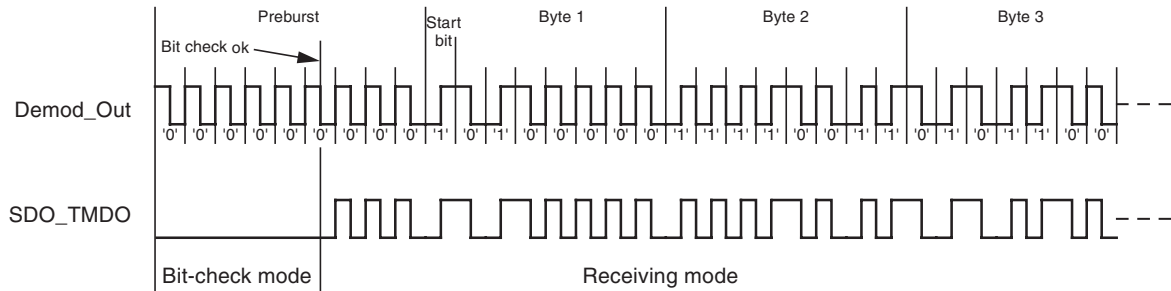 Preburst Start bit Byte 1 Byte 2 Byte 3
Bit check ok
Demod_Out
'0' '0' '0' '0' '0' '0' '0' '0' '0' '1' '0' '1' '0' '0' '0' '0' '0' '1' '1' '1' '0' '0' '0' '1' '1' '0' '1' '0' '1' '1' '0' '0'
SDO_TMDO
Bit-check mode Receiving mode